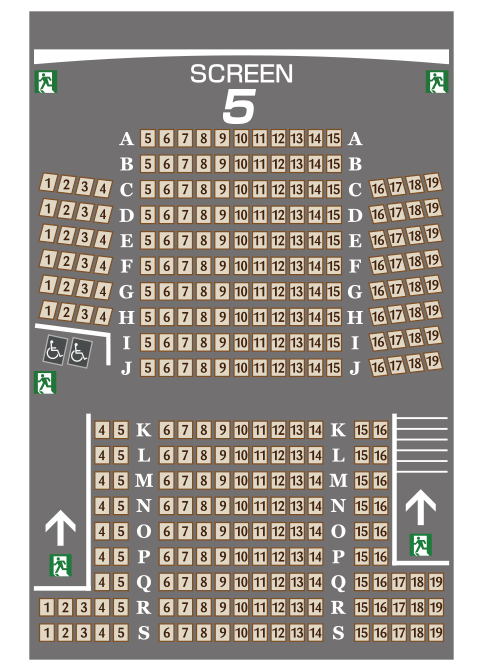 SCREEN
5
A 5 6 7 8 9 10 11 12 13 14 15 A
B 5 6 7 8 9 10 11 12 13 14 15 B
1 2 3 4 C 5 6 7 8 9 10 11 12 13 14 15 C 16 17 18 19
1 2 3 4 D 5 6 7 8 9 10 11 12 13 14 15 D 16 17 18 19
1 2 3 4 E 5 6 7 8 9 10 11 12 13 14 15 E 16 17 18 19
1 2 3 4 F 5 6 7 8 9 10 11 12 13 14 15 F 16 17 18 19
1 2 3 4 G 5 6 7 8 9 10 11 12 13 14 15 G 16 17 18 19
1 2 3 4 H 5 6 7 8 9 10 11 12 13 14 15 H 16 17 18 19
I 5 6 7 8 9 10 11 12 13 14 15 I 16 17 18 19
J 5 6 7 8 9 10 11 12 13 14 15 J 16 17 18 19
4 5 K 6 7 8 9 10 11 12 13 14 K 15 16
4 5 L 6 7 8 9 10 11 12 13 14 L 15 16
4 5 M 6 7 8 9 10 11 12 13 14 M 15 16
4 5 N 6 7 8 9 10 11 12 13 14 N 15 16
4 5 O 6 7 8 9 10 11 12 13 14 O 15 16
4 5 P 6 7 8 9 10 11 12 13 14 P 15 16
4 5 Q 6 7 8 9 10 11 12 13 14 Q 15 16 17 18 19
1 2 3 4 5 R 6 7 8 9 10 11 12 13 14 R 15 16 17 18 19
1 2 3 4 5 S 6 7 8 9 10 11 12 13 14 S 15 16 17 18 19